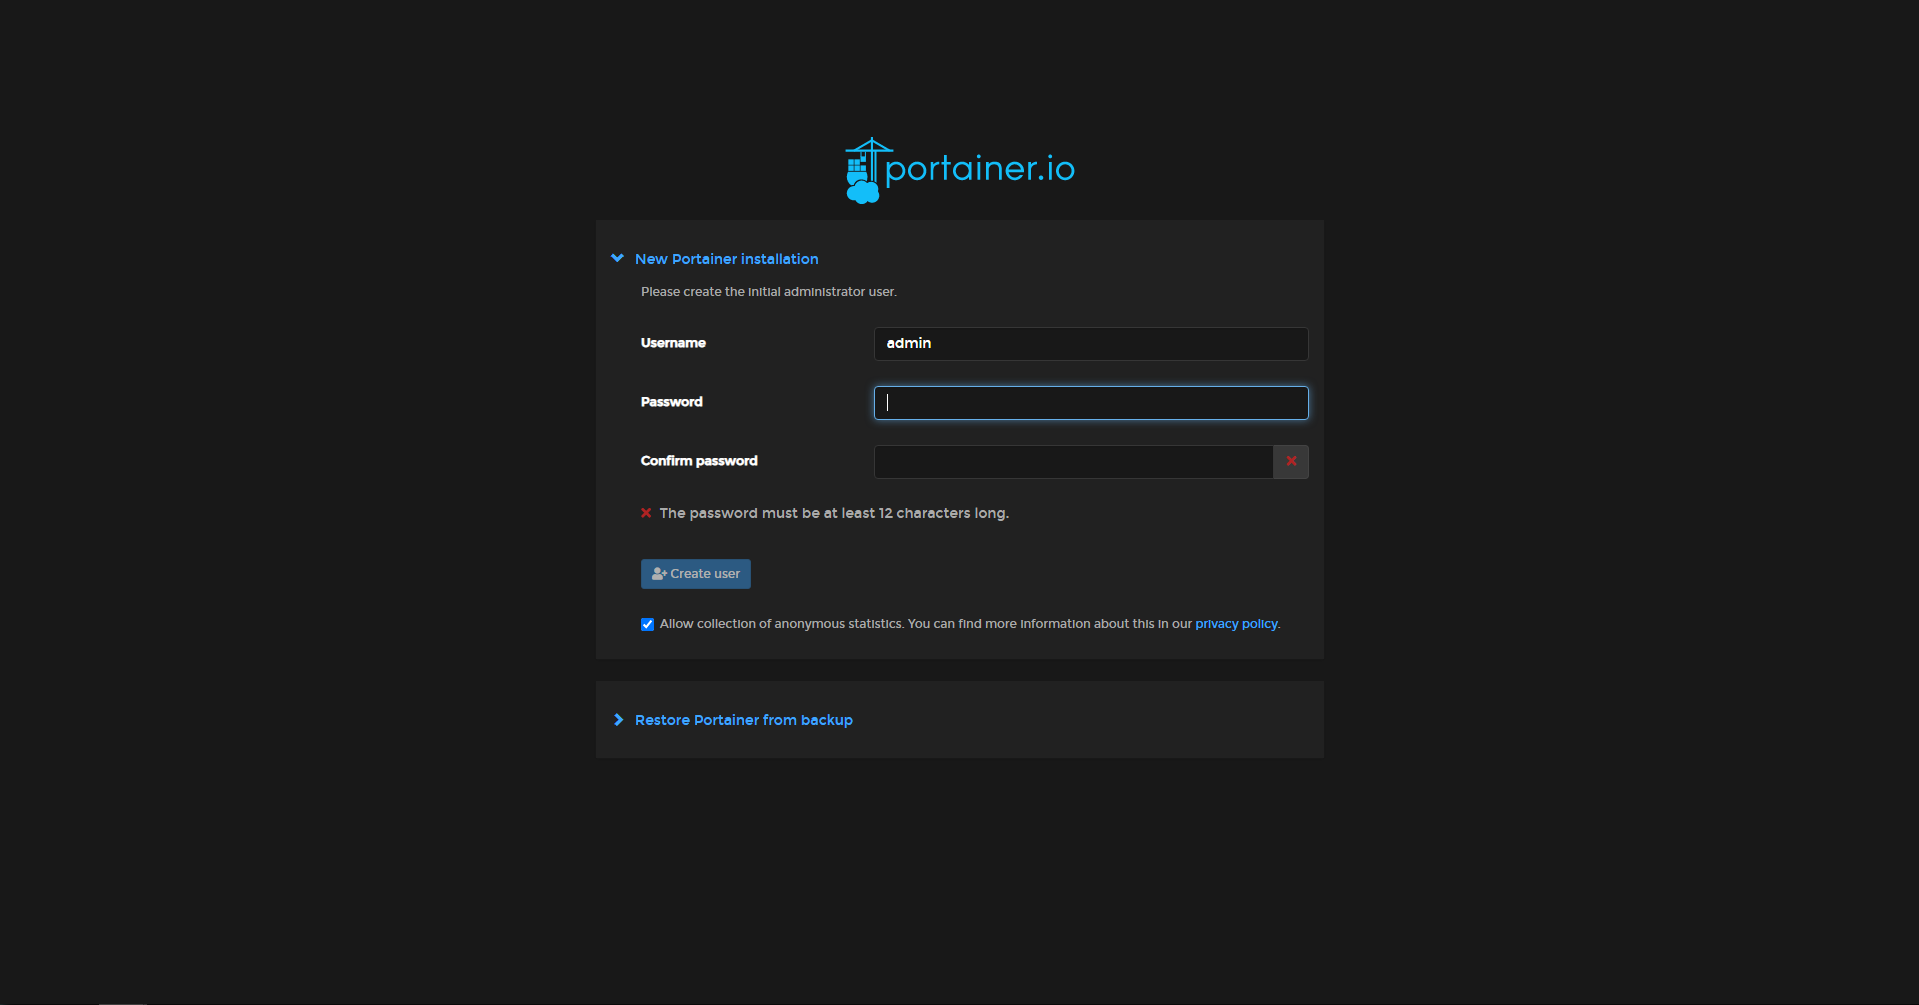 portainer.io
New Portainer installation
Please create the initial administrator user.
Username
admin
Password
Confirm password
The password must be at least 12 characters long.
Create user
Allow collection of anonymous statistics. You can find more information about this in our privacy policy.
Restore Portainer from backup